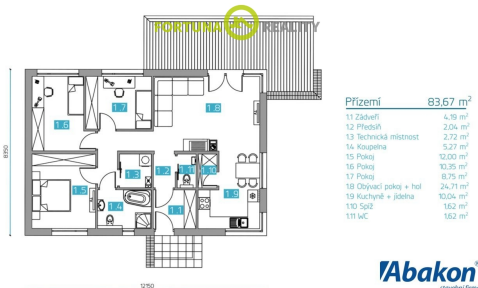 FORTUNA REALITY
1.6
1.7
1.8
1.5
1.3
1.2
1.11
1.10
1.4
1.1
1.9
8350
12150
Přízemí 83,67 m²
1.1 Zádveří 4,19 m²
1.2 Předsíň 2,04 m²
1.3 Technická místnost 2,72 m²
1.4 Koupelna 5,27 m²
1.5 Pokoj 12,00 m²
1.6 Pokoj 10,35 m²
1.7 Pokoj 8,75 m²
1.8 Obývací pokoj + hol 24,71 m²
1.9 Kuchyně + jídelna 10,04 m²
1.10 Spíž 1,62 m²
1.11 WC 1,62 m²
Abakon®
stavební firma